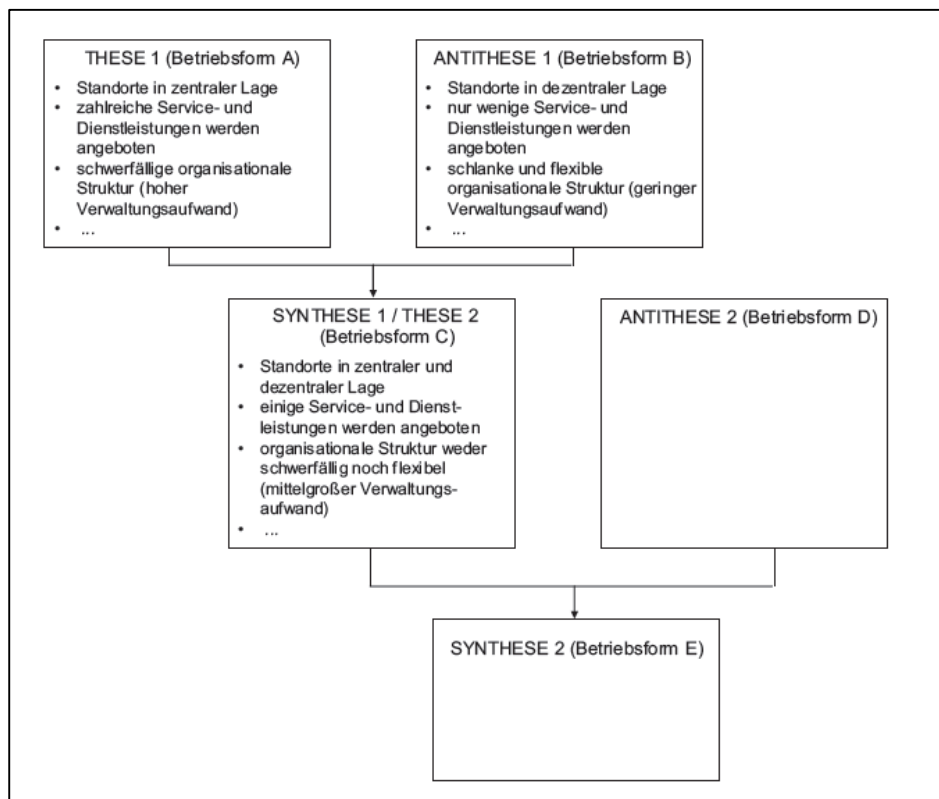 THESE 1 (Betriebsform A)
• Standorte in zentraler Lage
• zahlreiche Service- und
Dienstleistungen werden
angeboten
• schwerfällige organisationale
Struktur (hoher
Verwaltungsaufwand)
• ...
ANTITHESE 1 (Betriebsform B)
• Standorte in dezentraler Lage
• nur wenige Service- und
Dienstleistungen werden
angeboten
• schlanke und flexible
organisationale Struktur (geringer
Verwaltungsaufwand)
• ...
SYNTHESE 1 / THESE 2
(Betriebsform C)
• Standorte in zentraler und
dezentraler Lage
• einige Service- und Dienst-
leistungen werden angeboten
• organisationale Struktur weder
schwerfällig noch flexibel
(mittelgroßer Verwaltungs-
aufwand)
• ...
ANTITHESE 2 (Betriebsform D)
SYNTHESE 2 (Betriebsform E)